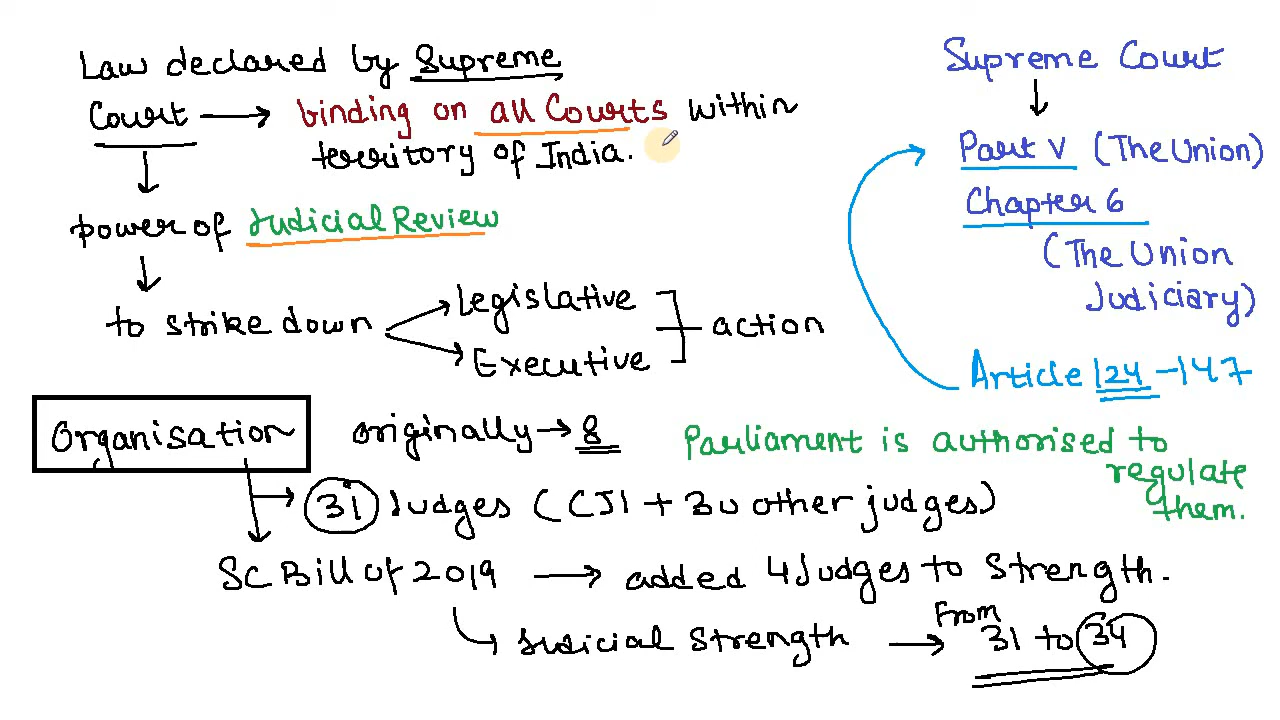 Law declared by Supreme
Court → binding on all Courts within
territory of India.
power of Judicial Review
to strike down
Legislative
Executive
action
Supreme Court
Part V (The Union)
Chapter 6
(The Union
Judiciary)
Article 124 - 147
Organisation
originally → 8
Parliament is authorised to
regulate
them.
31 Judges (CJI + 30 other judges)
SC Bill of 2019 → added 4 Judges to Strength.
Judicial Strength → From
31 to 34